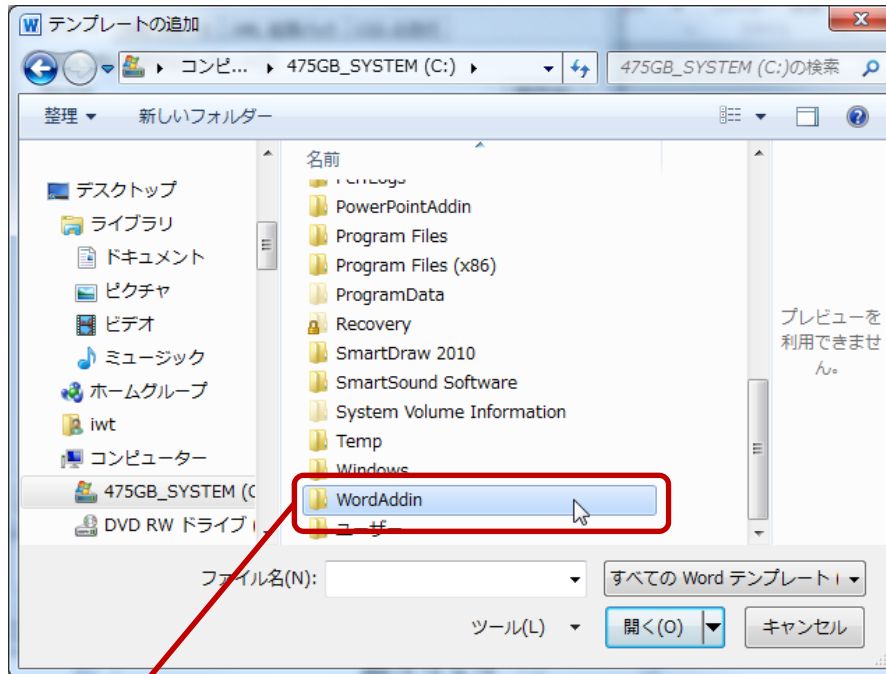 テンプレートの追加
コンピ... ▸ 475GB_SYSTEM (C:) ▸
475GB_SYSTEM (C:)の検索
整理 ▼ 新しいフォルダー
名前
デスクトップ
ライブラリ
ドキュメント
ピクチャ
ビデオ
ミュージック
ホームグループ
iwt
コンピューター
475GB_SYSTEM (C
DVD RW ドライブ (
PerfLogs
PowerPointAddin
Program Files
Program Files (x86)
ProgramData
Recovery
SmartDraw 2010
SmartSound Software
System Volume Information
Temp
Windows
WordAddin
ユーザー
プレビューを
利用できませ
ん。
ファイル名(N):
すべての Word テンプレート (
ツール(L) ▼ 開く(O) キャンセル